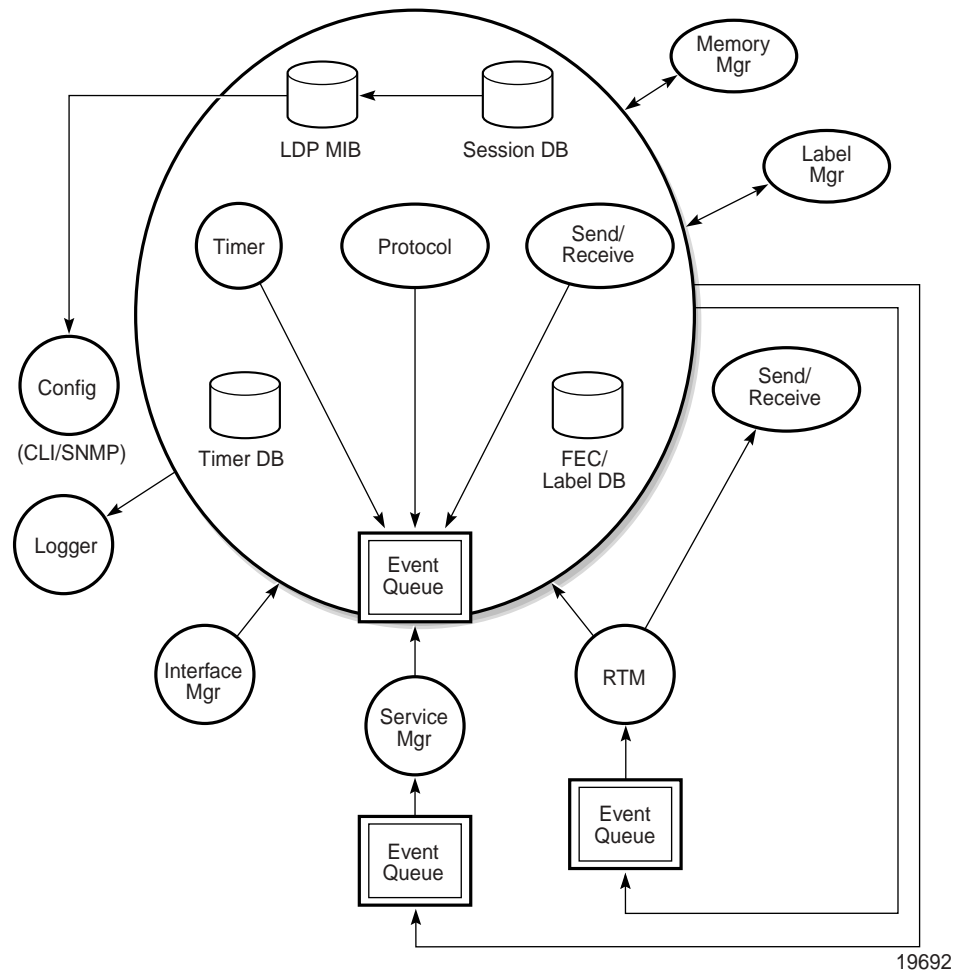 Memory
Mgr
LDP MIB
Session DB
Label
Mgr
Timer
Protocol
Send/
Receive
Config
(CLI/SNMP)
Timer DB
FEC/
Label DB
Send/
Receive
Logger
Event
Queue
Interface
Mgr
Service
Mgr
RTM
Event
Queue
Event
Queue
19692